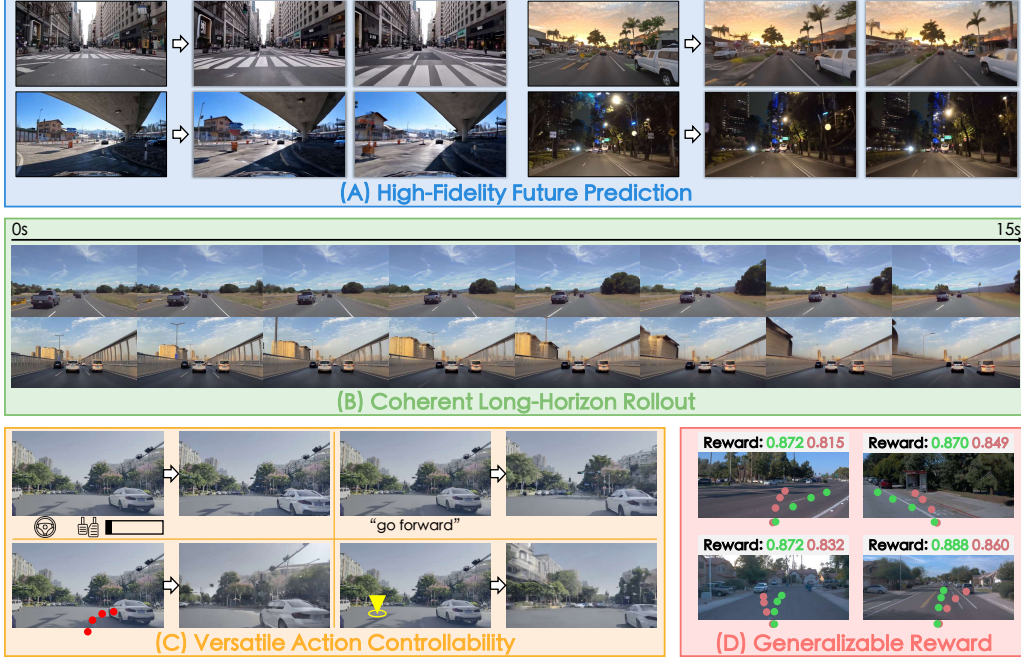 (A) High-Fidelity Future Prediction
0s 15s
(B) Coherent Long-Horizon Rollout
"go forward"
(C) Versatile Action Controllability
Reward: 0.872 0.815
Reward: 0.870 0.849
Reward: 0.872 0.832
Reward: 0.888 0.860
(D) Generalizable Reward